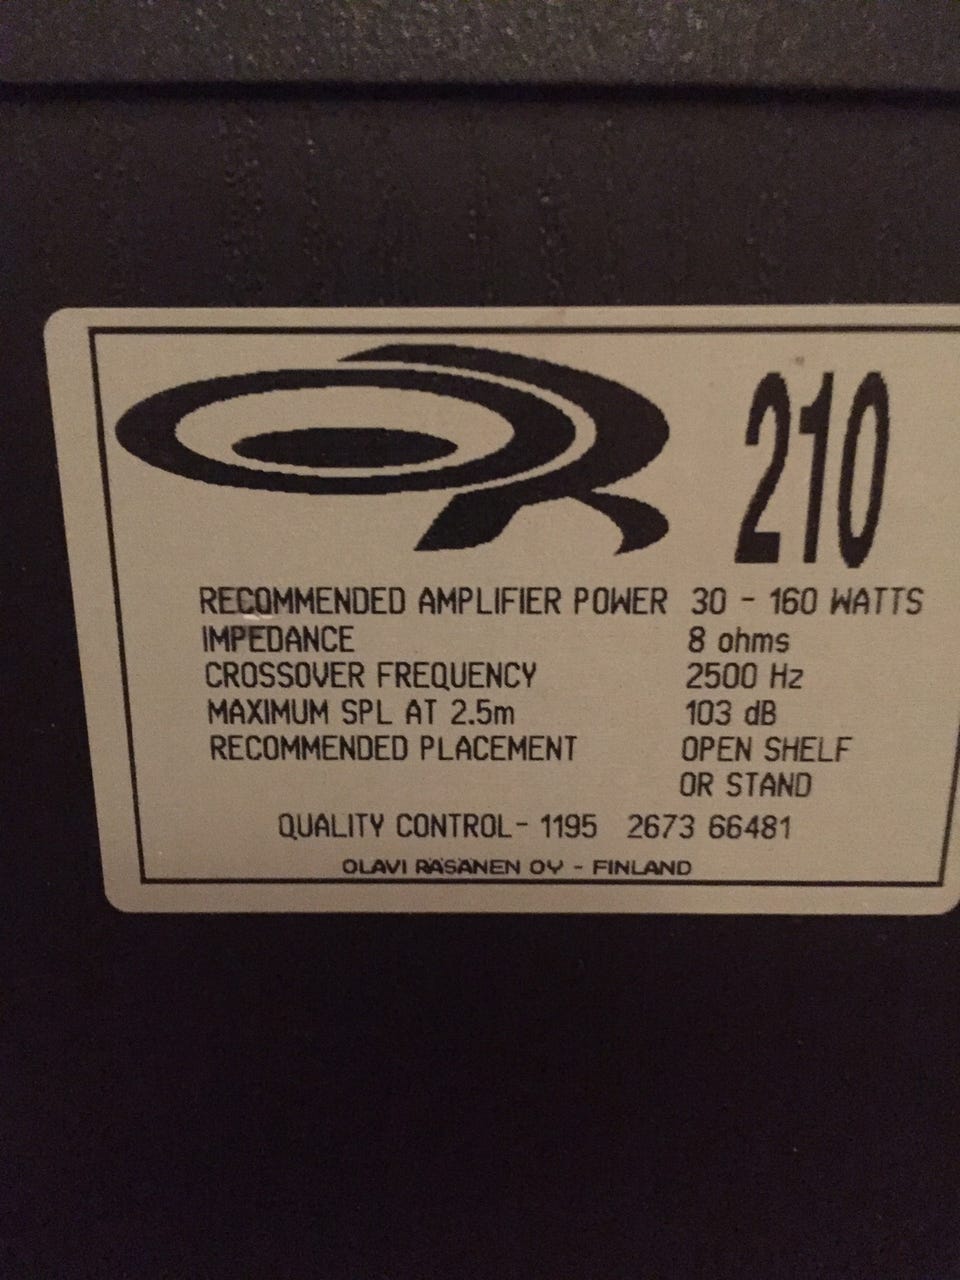 OR 210
RECOMMENDED AMPLIFIER POWER 30 - 160 WATTS
IMPEDANCE 8 ohms
CROSSOVER FREQUENCY 2500 Hz
MAXIMUM SPL AT 2.5m 103 dB
RECOMMENDED PLACEMENT OPEN SHELF
OR STAND
QUALITY CONTROL- 1195 2673 66481
OLAVI RÄSÄNEN OY - FINLAND